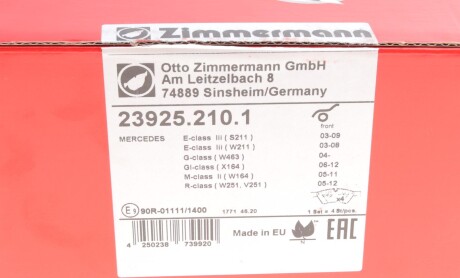 Zimmermann
Otto Zimmermann GmbH
Am Leitzelbach 8
74889 Sinsheim/Germany
23925.210.1
front
MERCEDES E-class III ( S211 ) 03-09
E-class III ( W211 ) 03-08
G-class ( W463 ) 04-
Gl-class ( X164 ) 06-12
M-class II ( W164 ) 05-11
R-class ( W251, V251 ) 05-12
x4
E1 90R-01111/1400 1771 48.20 1 Set = 4 St/pcs.
4 250238 739920
Made in EU EAC